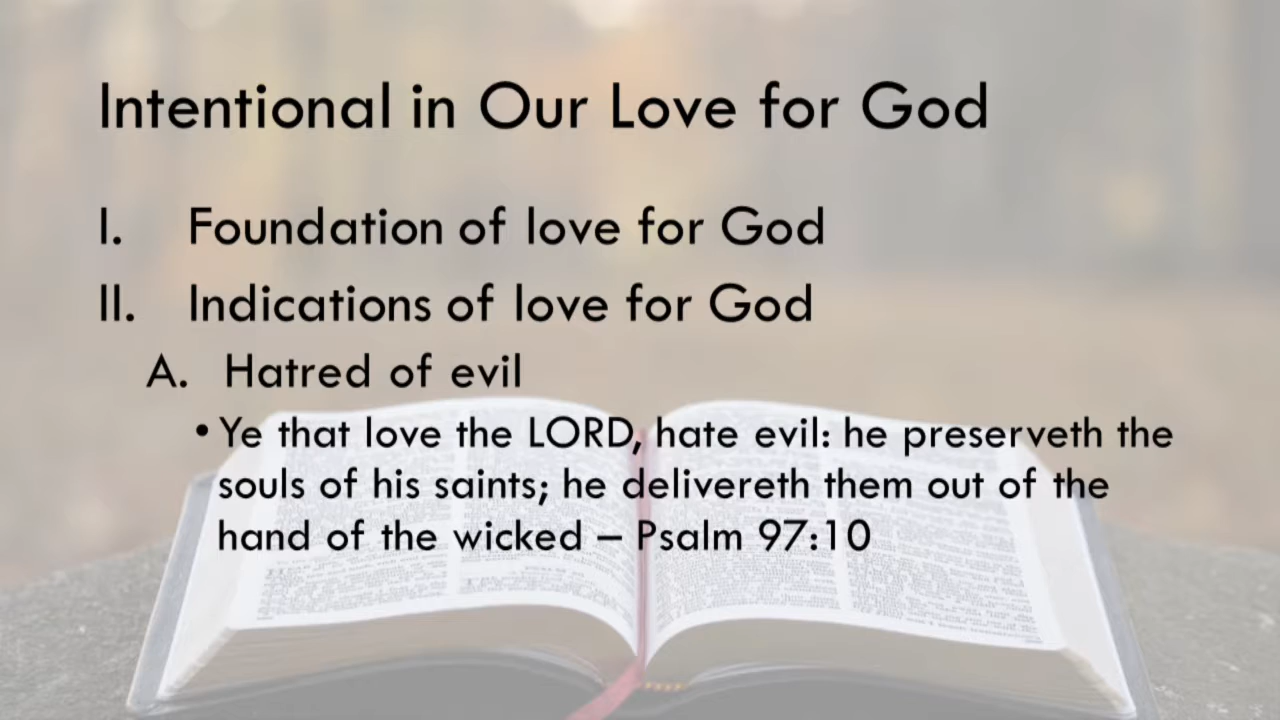 Intentional in Our Love for God
I. Foundation of love for God
II. Indications of love for God
A. Hatred of evil
• Ye that love the LORD, hate evil: he preserveth the
souls of his saints; he delivereth them out of the
hand of the wicked – Psalm 97:10